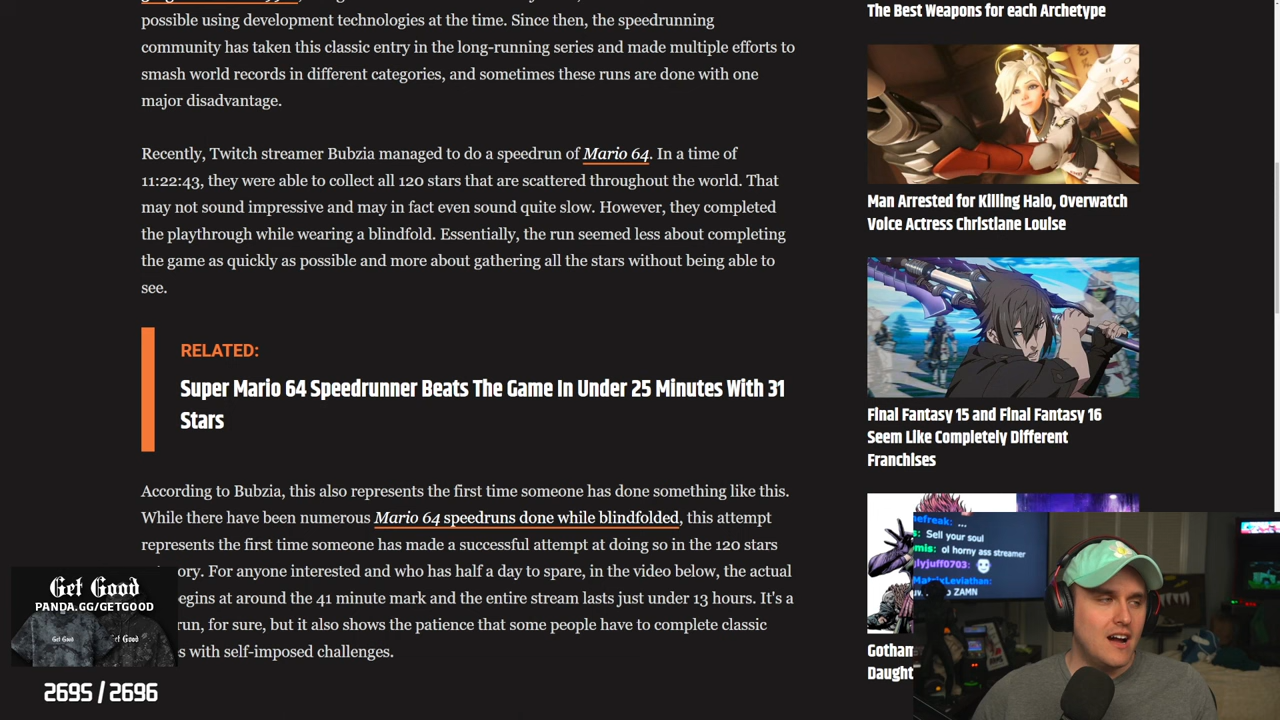 possible using development technologies at the time. Since then, the speedrunning
community has taken this classic entry in the long-running series and made multiple efforts to
smash world records in different categories, and sometimes these runs are done with one
major disadvantage.
Recently, Twitch streamer Bubzia managed to do a speedrun of Mario 64. In a time of
11:22:43, they were able to collect all 120 stars that are scattered throughout the world. That
may not sound impressive and may in fact even sound quite slow. However, they completed
the playthrough while wearing a blindfold. Essentially, the run seemed less about completing
the game as quickly as possible and more about gathering all the stars without being able to
see.
RELATED:
Super Mario 64 Speedrunner Beats The Game In Under 25 Minutes With 31
Stars
According to Bubzia, this also represents the first time someone has done something like this.
While there have been numerous Mario 64 speedruns done while blindfolded, this attempt
represents the first time someone has made a successful attempt at doing so in the 120 stars
ory. For anyone interested and who has half a day to spare, in the video below, the actual
egins at around the 41 minute mark and the entire stream lasts just under 13 hours. It's a
run, for sure, but it also shows the patience that some people have to complete classic
s with self-imposed challenges.
Get Good
PANDA.GG/GETGOOD
Get Good
Get Good
2695 / 2696
The Best Weapons for each Archetype
Man Arrested for Killing Halo, Overwatch
Voice Actress Christiane Louise
Final Fantasy 15 and Final Fantasy 16
Seem Like Completely Different
Franchises
Gotham
Daught
nefreak: ,,,
: Sell your soul
mis: ol horny ass streamer
glyjuff0703:
MatrixLeviathan:
ZAMN